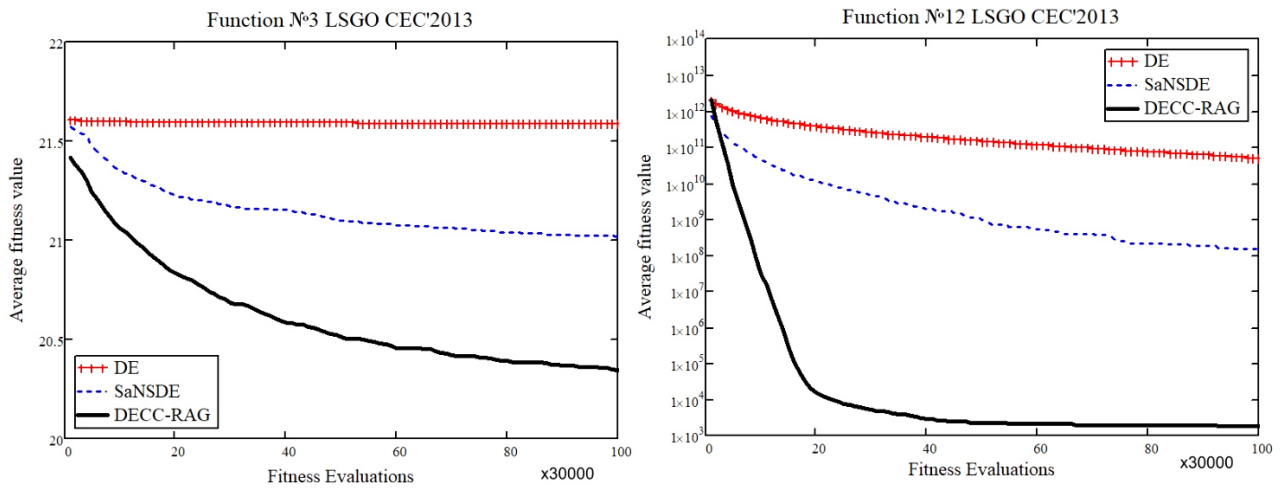 Function №3 LSGO CEC'2013
22
21.5
21
20.5
20
Average fitness value
DE
SaNSDE
DECC-RAG
0 20 40 60 80 100
Fitness Evaluations
x30000
Function №12 LSGO CEC'2013
1×10^14
1×10^13
1×10^12
1×10^11
1×10^10
1×10^9
1×10^8
1×10^7
1×10^6
1×10^5
1×10^4
1×10^3
Average fitness value
DE
SaNSDE
DECC-RAG
0 20 40 60 80 100
Fitness Evaluations
x30000